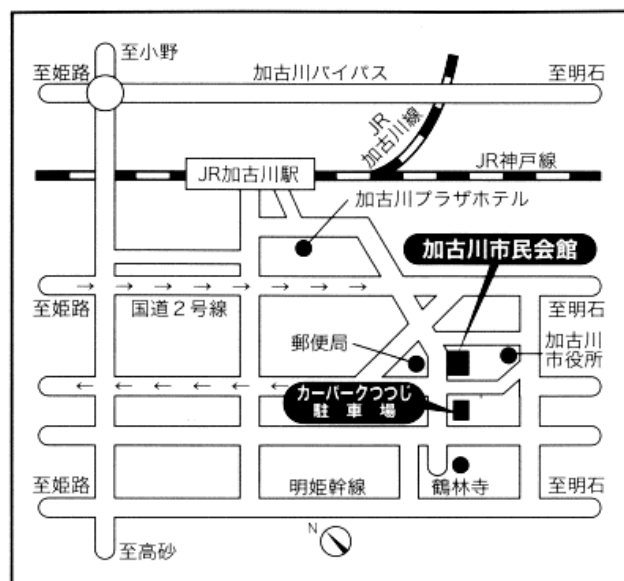 至小野
至姫路
加古川バイパス
至明石
JR
加古川線
JR加古川駅
JR神戸線
加古川プラザホテル
加古川市民会館
→ → → → → → →
至姫路
国道2号線
至明石
郵便局
加古川
市役所
← ← ← ← ← ←
カーパークつつじ
駐車場
至姫路
明姫幹線
鶴林寺
至明石
N
至高砂